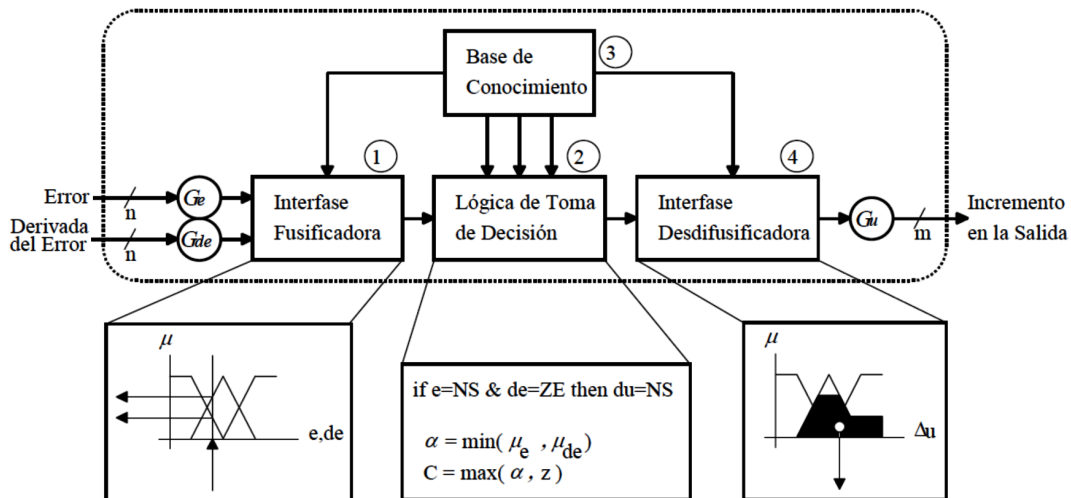 Base de
Conocimiento
3
1
2
4
Error
n
Ge
Derivada
del Error
n
Gde
Interfase
Fusificadora
Lógica de Toma
de Decisión
Interfase
Desdifusificadora
Gu
m
Incremento
en la Salida
μ
e,de
if e=NS & de=ZE then du=NS
α = min( μe , μde)
C = max( α , z )
μ
Δu